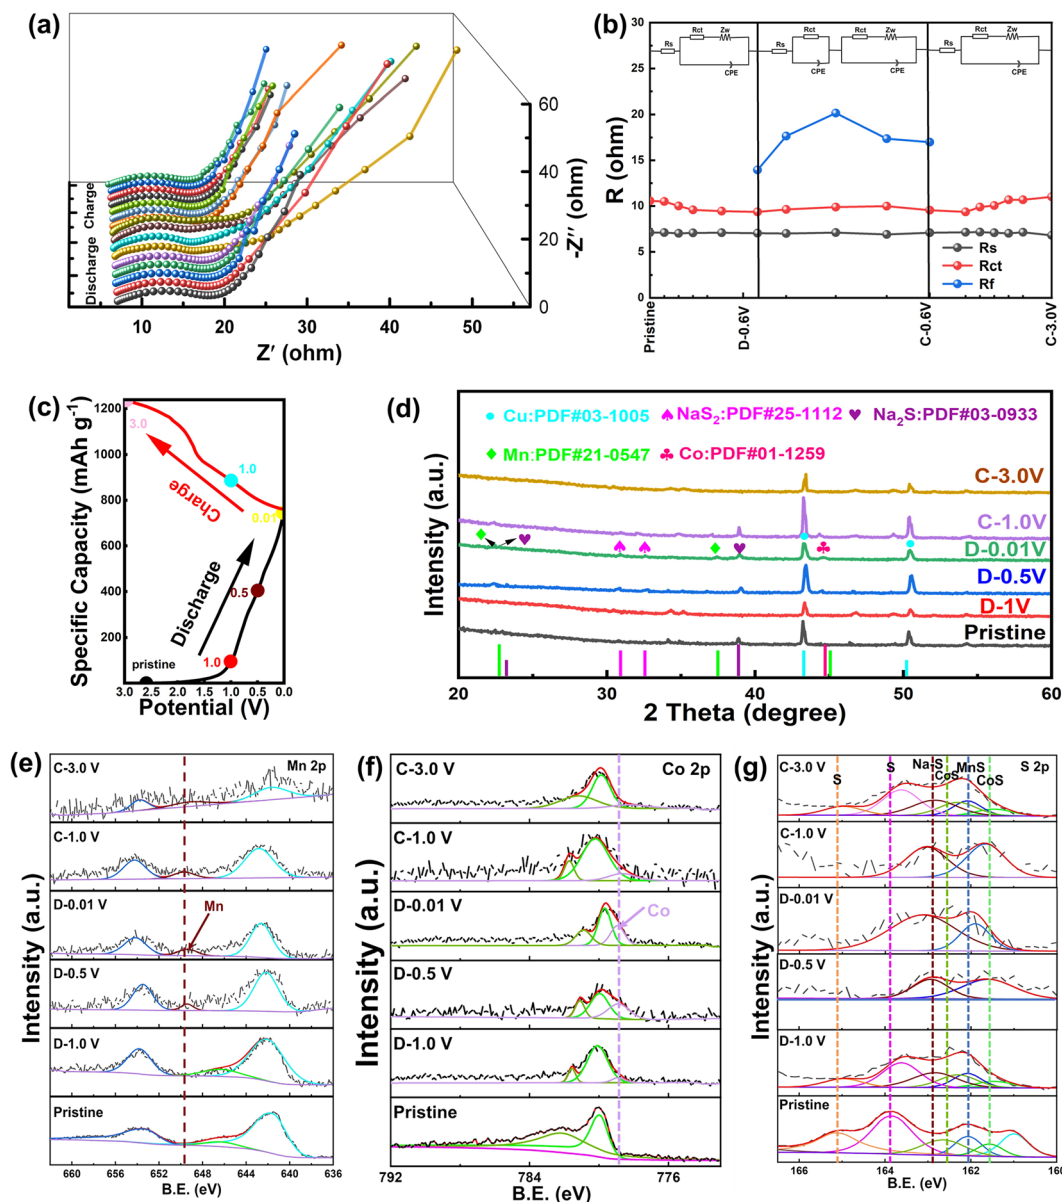 (a)
Charge
Discharge
60
40
20
0
-Z′′ (ohm)
10 20 30 40 50
Z′ (ohm)
(b)
Rs Rct Zw CPE
Rs Rct CPE Rct Zw CPE
Rs Rct Zw CPE
30
25
20
15
10
5
0
R (ohm)
Rs
Rct
Rf
Pristine D-0.6V C-0.6V C-3.0V
(c)
Specific Capacity (mAh g-1)
1200
1000
800
600
400
200
3.0
1.0
Charge
0.01
Discharge
0.5
1.0
pristine
3.0 2.5 2.0 1.5 1.0 0.5 0.0
Potential (V)
(d)
Cu:PDF#03-1005 NaS2:PDF#25-1112 Na2S:PDF#03-0933
Mn:PDF#21-0547 Co:PDF#01-1259
Intensity (a.u.)
C-3.0V
C-1.0V
D-0.01V
D-0.5V
D-1V
Pristine
20 30 40 50 60
2 Theta (degree)
(e)
Mn 2p
C-3.0 V
C-1.0 V
D-0.01 V
Mn
D-0.5 V
D-1.0 V
Pristine
Intensity (a.u.)
660 656 652 648 644 640 636
B.E. (eV)
(f)
Co 2p
C-3.0 V
C-1.0 V
D-0.01 V
Co
D-0.5 V
D-1.0 V
Pristine
Intensity (a.u.)
792 784 776
B.E. (eV)
(g)
S 2p
C-3.0 V
S S Na-S CoS MnS CoS
C-1.0 V
D-0.01 V
D-0.5 V
D-1.0 V
Pristine
Intensity (a.u.)
166 164 162 160
B.E. (eV)